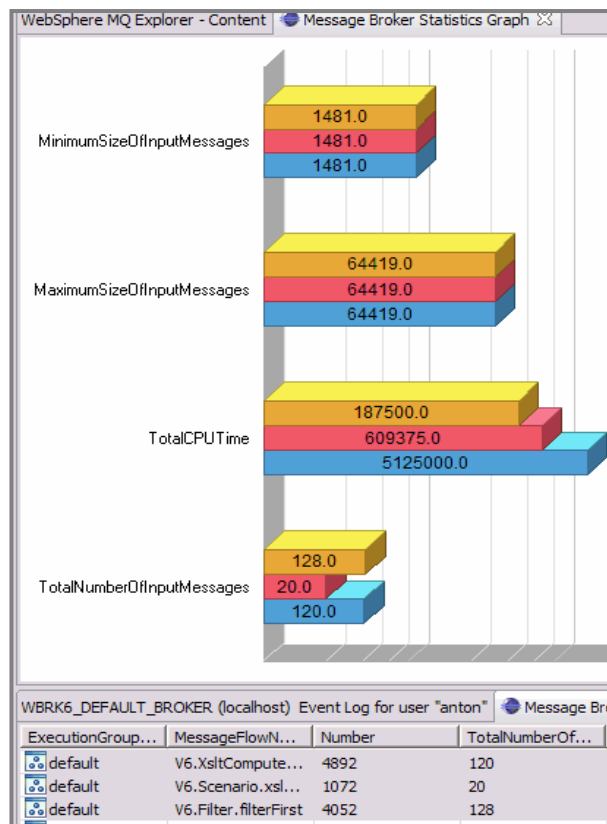 WebSphere MQ Explorer - Content Message Broker Statistics Graph
MinimumSizeOfInputMessages
1481.0
1481.0
1481.0
MaximumSizeOfInputMessages
64419.0
64419.0
64419.0
TotalCPUTime
187500.0
609375.0
5125000.0
TotalNumberOfInputMessages
128.0
20.0
120.0
WBRK6_DEFAULT_BROKER (localhost) Event Log for user "anton" Message Bro
ExecutionGroup... MessageFlowN... Number TotalNumberOf...
default V6.XsltCompute... 4892 120
default V6.Scenario.xsl... 1072 20
default V6.Filter.filterFirst 4052 128